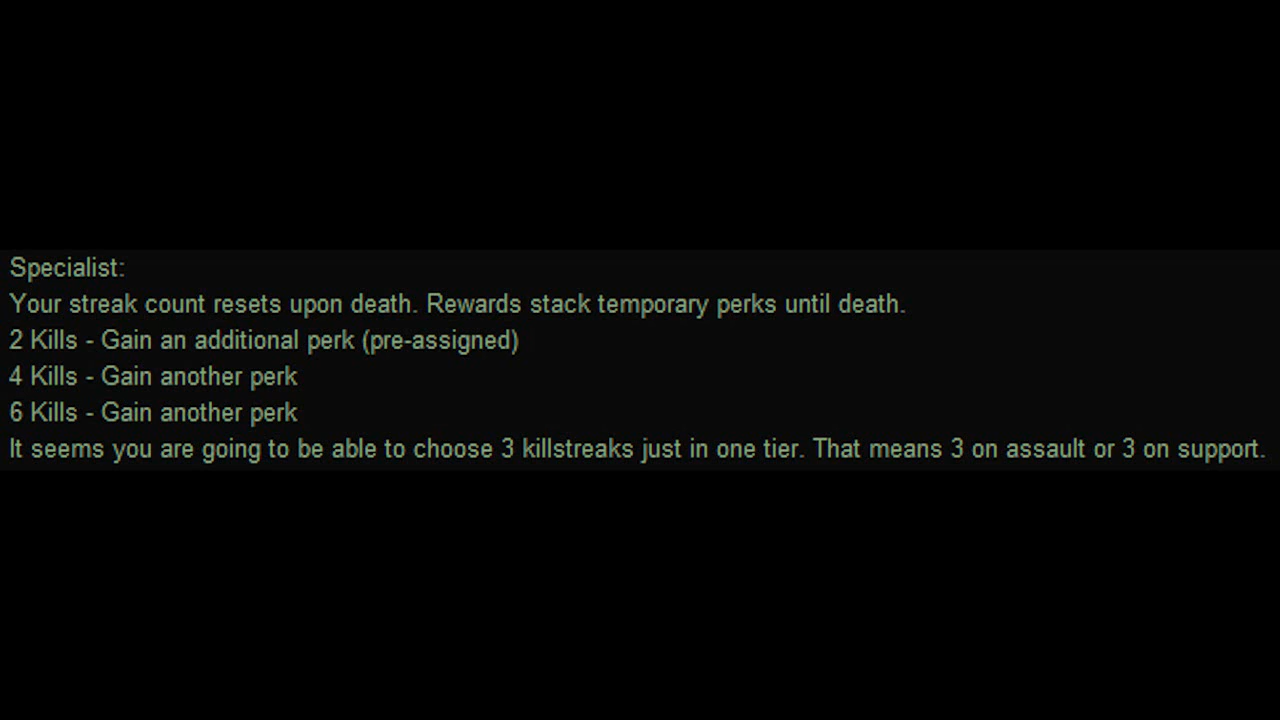 Specialist:
Your streak count resets upon death. Rewards stack temporary perks until death.
2 Kills - Gain an additional perk (pre-assigned)
4 Kills - Gain another perk
6 Kills - Gain another perk
It seems you are going to be able to choose 3 killstreaks just in one tier. That means 3 on assault or 3 on support.